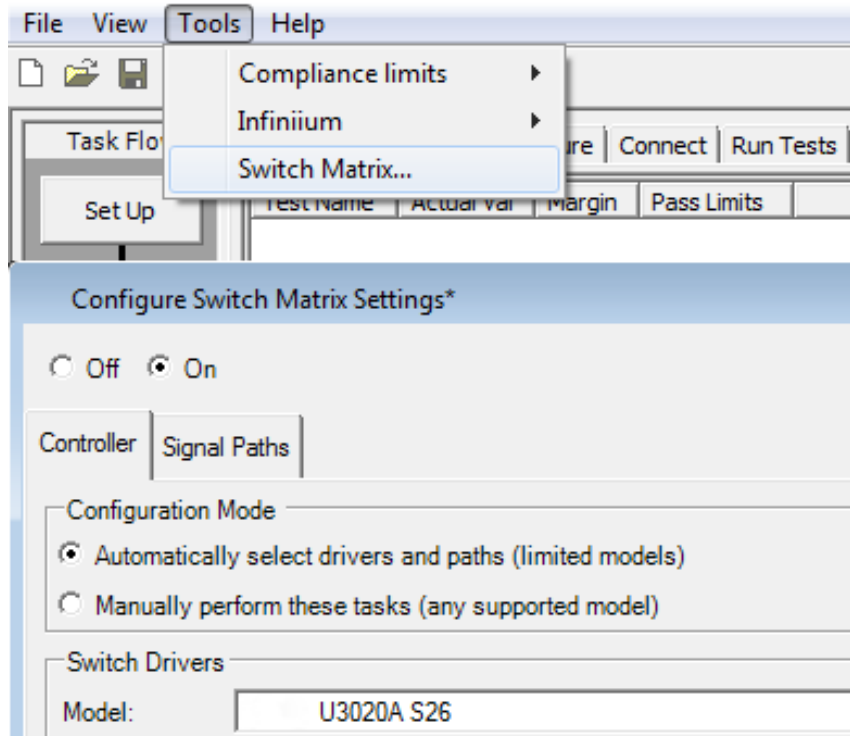 File View Tools Help
Compliance limits
Infiniium
Switch Matrix...
Task Flo
ure Connect Run Tests
Set Up
Test Name Actual Val Margin Pass Limits
Configure Switch Matrix Settings*
Off On
Controller Signal Paths
Configuration Mode
Automatically select drivers and paths (limited models)
Manually perform these tasks (any supported model)
Switch Drivers
Model: U3020A S26